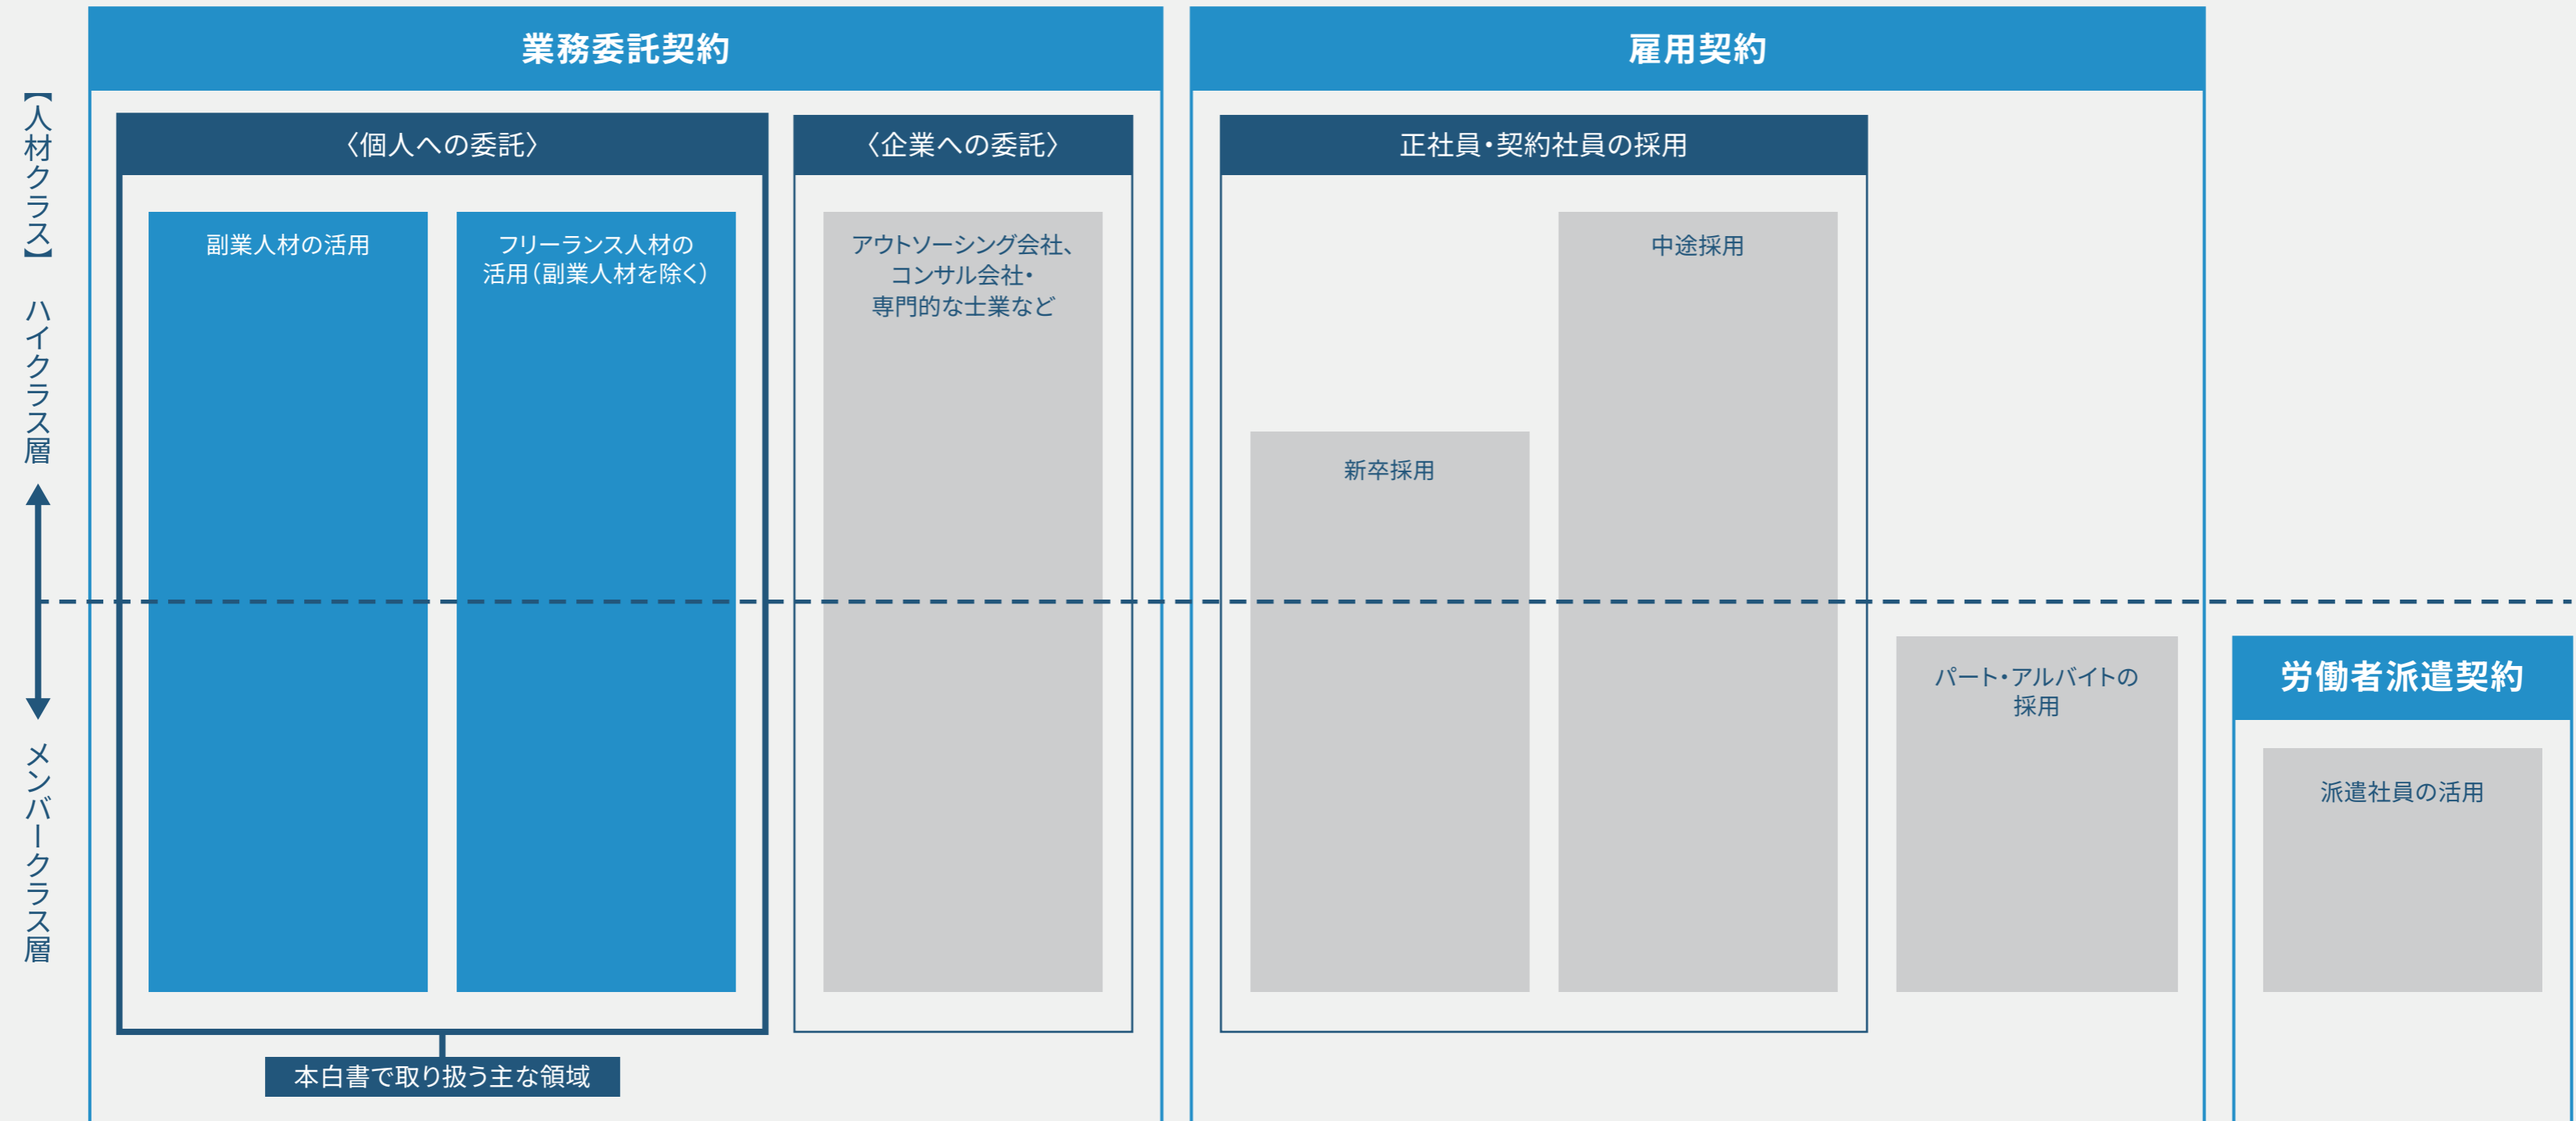 業務委託契約
雇用契約
【人材クラス】 ハイクラス層
メンバークラス層
〈個人への委託〉
〈企業への委託〉
正社員・契約社員の採用
副業人材の活用
フリーランス人材の
活用（副業人材を除く）
アウトソーシング会社、
コンサル会社・
専門的な士業など
新卒採用
中途採用
パート・アルバイトの
採用
労働者派遣契約
派遣社員の活用
本白書で取り扱う主な領域